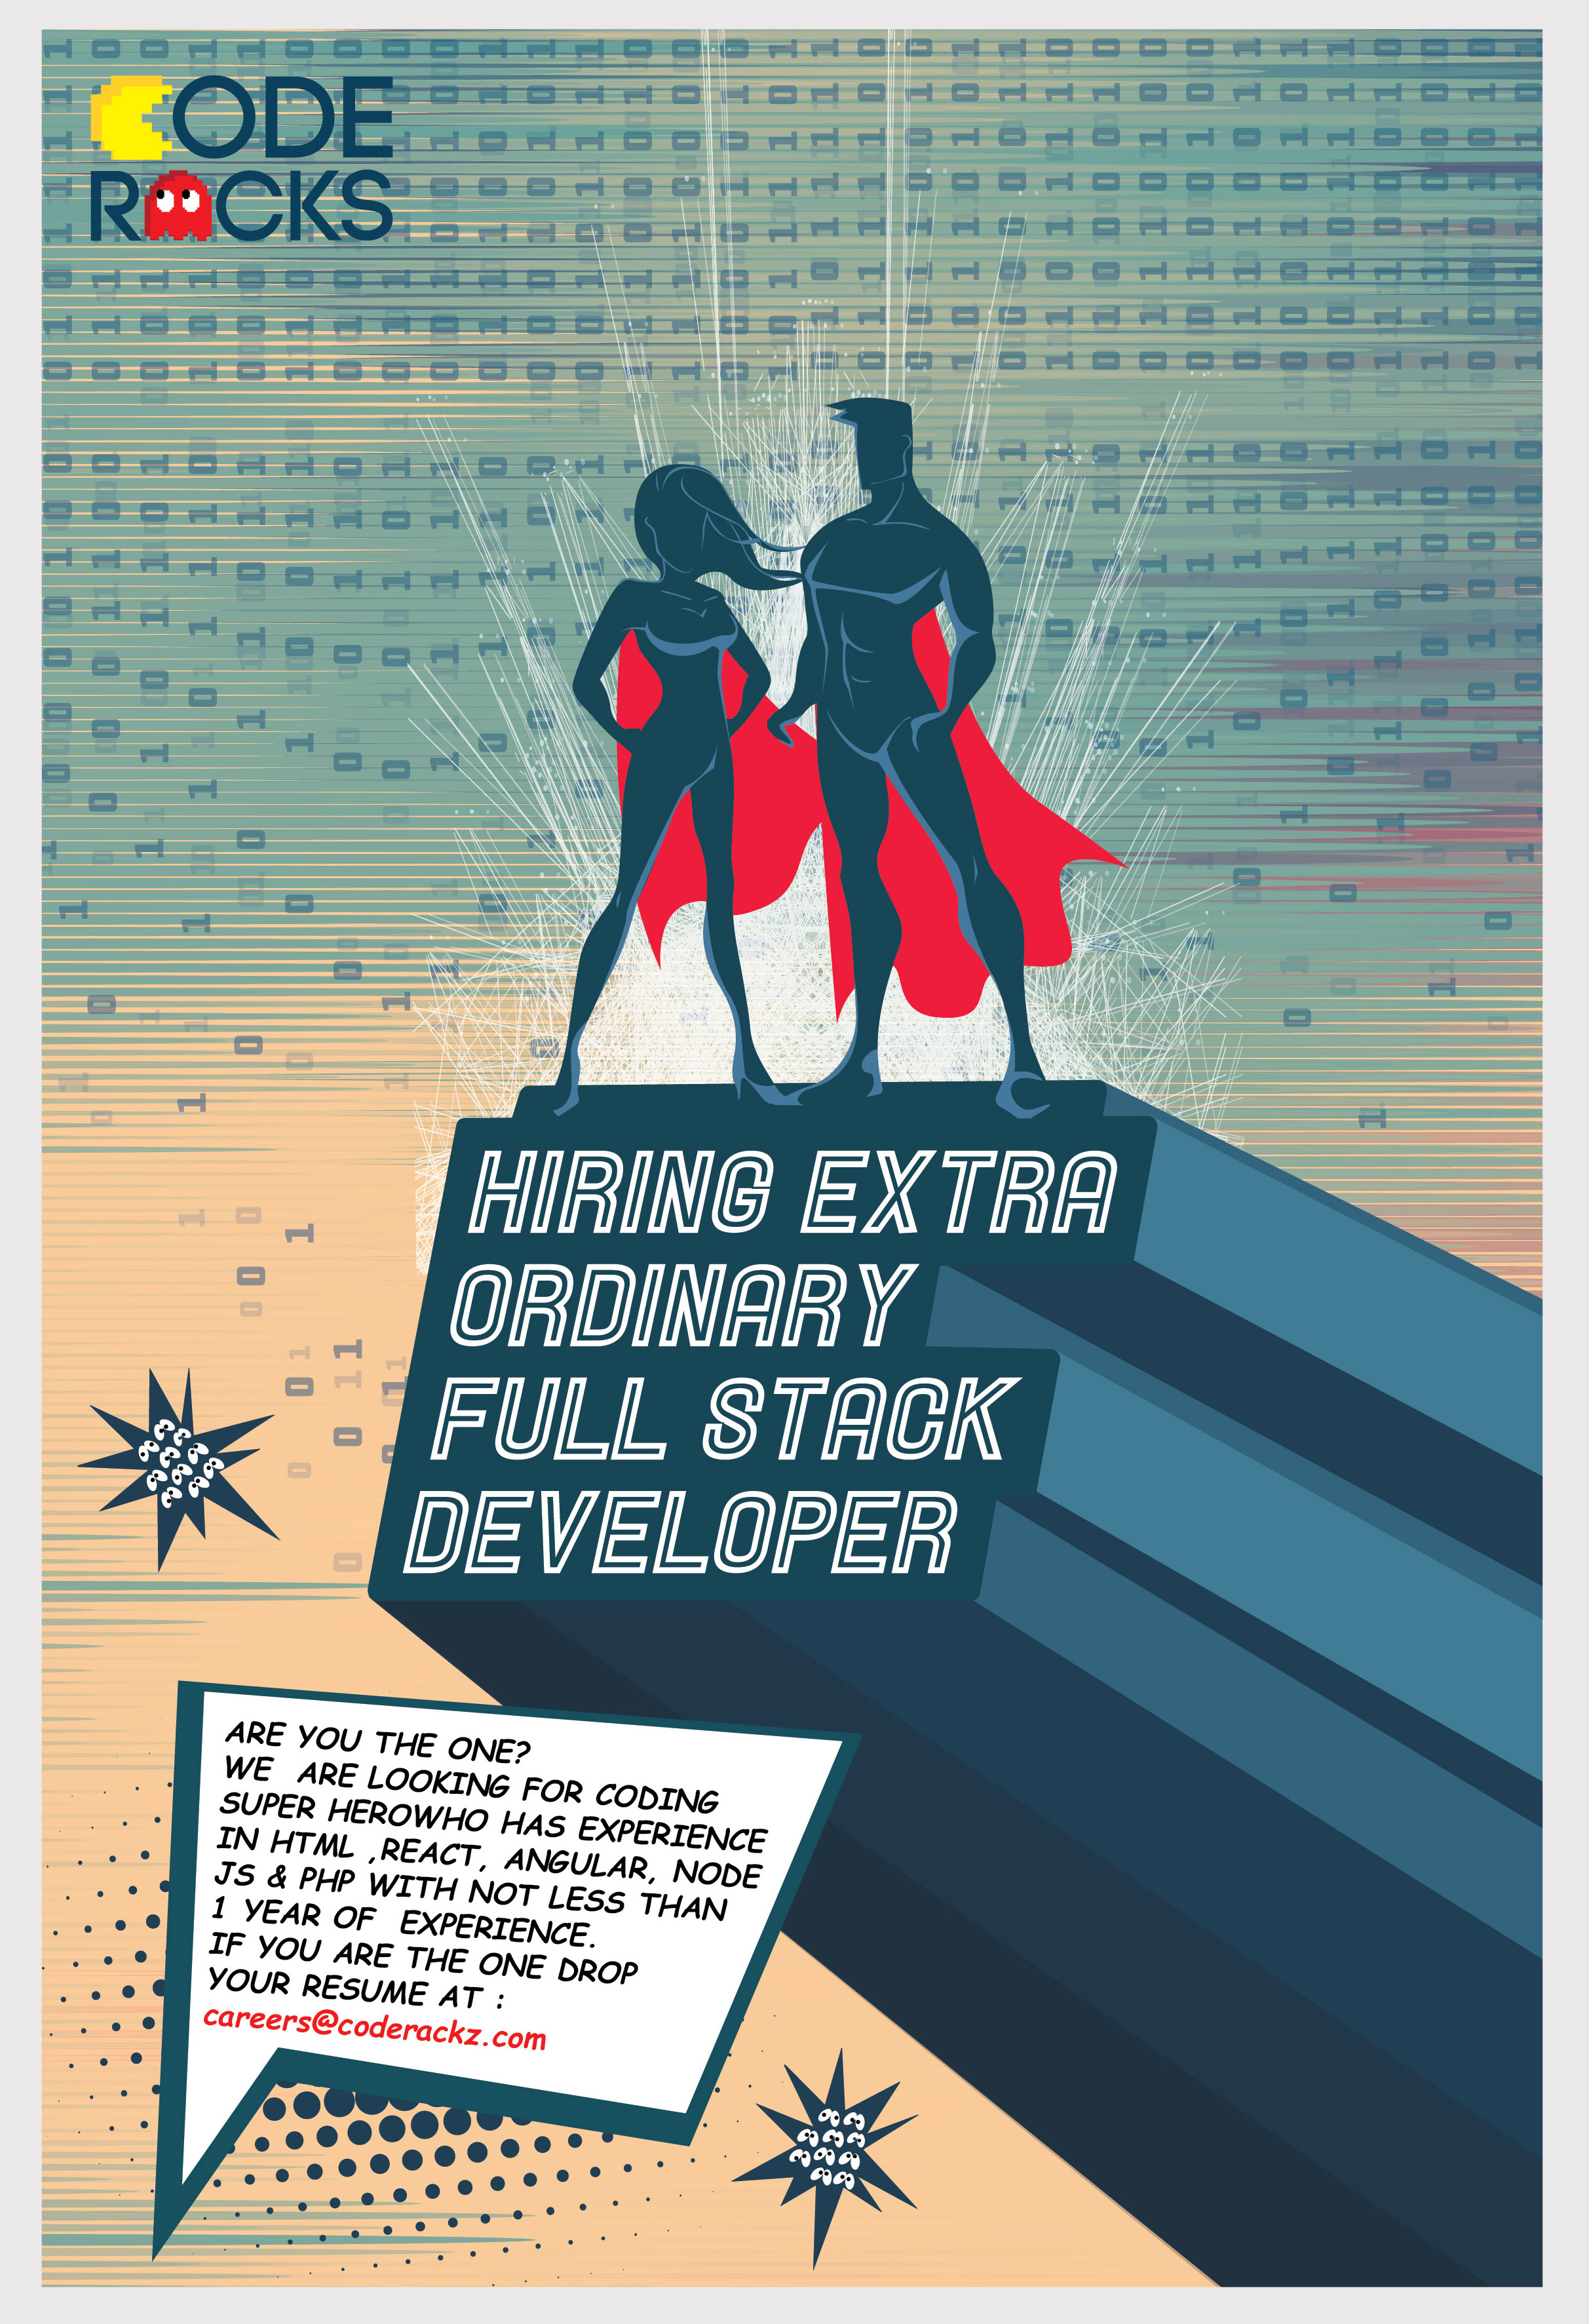 CODE
ROCKS
HIRING EXTRA
ORDINARY
FULL STACK
DEVELOPER
ARE YOU THE ONE?
WE ARE LOOKING FOR CODING
SUPER HEROWHO HAS EXPERIENCE
IN HTML ,REACT, ANGULAR, NODE
JS & PHP WITH NOT LESS THAN
1 YEAR OF EXPERIENCE.
IF YOU ARE THE ONE DROP
YOUR RESUME AT :
careers@coderackz.com